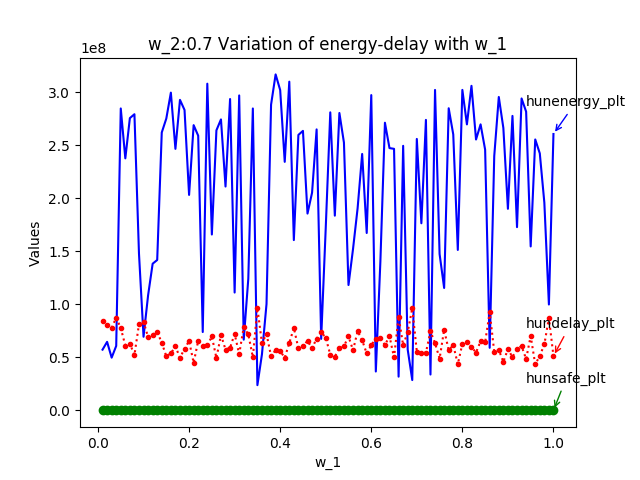 w_2:0.7 Variation of energy-delay with w_1
1e8
3.0
2.5
2.0
1.5
1.0
0.5
0.0
Values
hunenergy_plt
hundelay_plt
hunsafe_plt
0.0 0.2 0.4 0.6 0.8 1.0
w_1